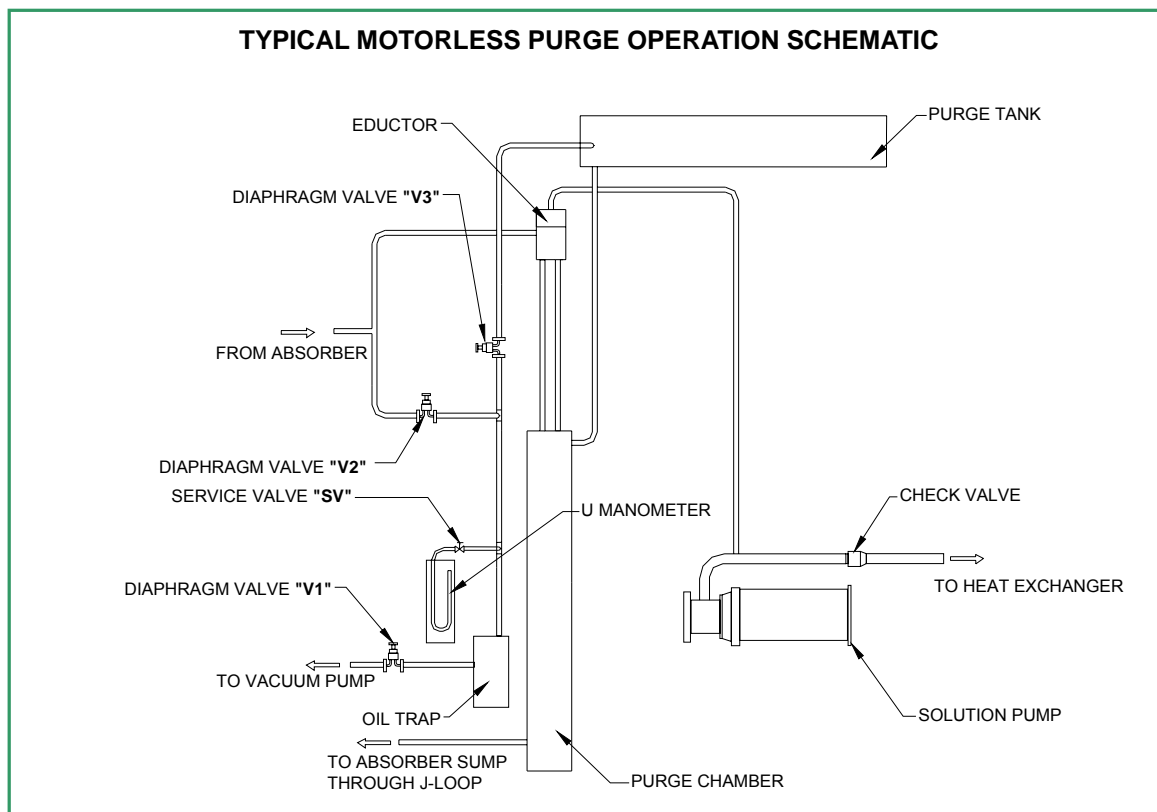 TYPICAL MOTORLESS PURGE OPERATION SCHEMATIC
PURGE TANK
EDUCTOR
DIAPHRAGM VALVE "V3"
FROM ABSORBER
DIAPHRAGM VALVE "V2"
SERVICE VALVE "SV"
U MANOMETER
CHECK VALVE
DIAPHRAGM VALVE "V1"
TO HEAT EXCHANGER
TO VACUUM PUMP
OIL TRAP
SOLUTION PUMP
TO ABSORBER SUMP
THROUGH J-LOOP
PURGE CHAMBER